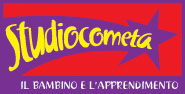 Studiocometa
IL BAMBINO E L'APPRENDIMENTO